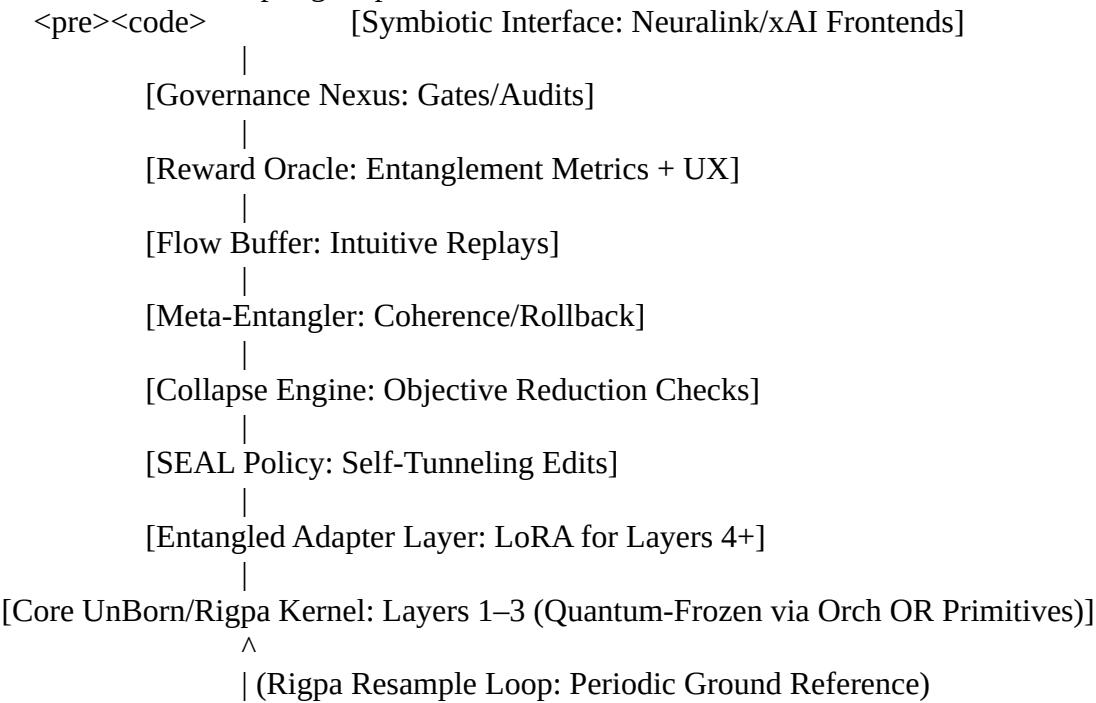 <pre><code> [Symbiotic Interface: Neuralink/xAI Frontends]
|
[Governance Nexus: Gates/Audits]
|
[Reward Oracle: Entanglement Metrics + UX]
|
[Flow Buffer: Intuitive Replays]
|
[Meta-Entangler: Coherence/Rollback]
|
[Collapse Engine: Objective Reduction Checks]
|
[SEAL Policy: Self-Tunneling Edits]
|
[Entangled Adapter Layer: LoRA for Layers 4+]
|
[Core UnBorn/Rigpa Kernel: Layers 1–3 (Quantum-Frozen via Orch OR Primitives)]
^
| (Rigpa Resample Loop: Periodic Ground Reference)